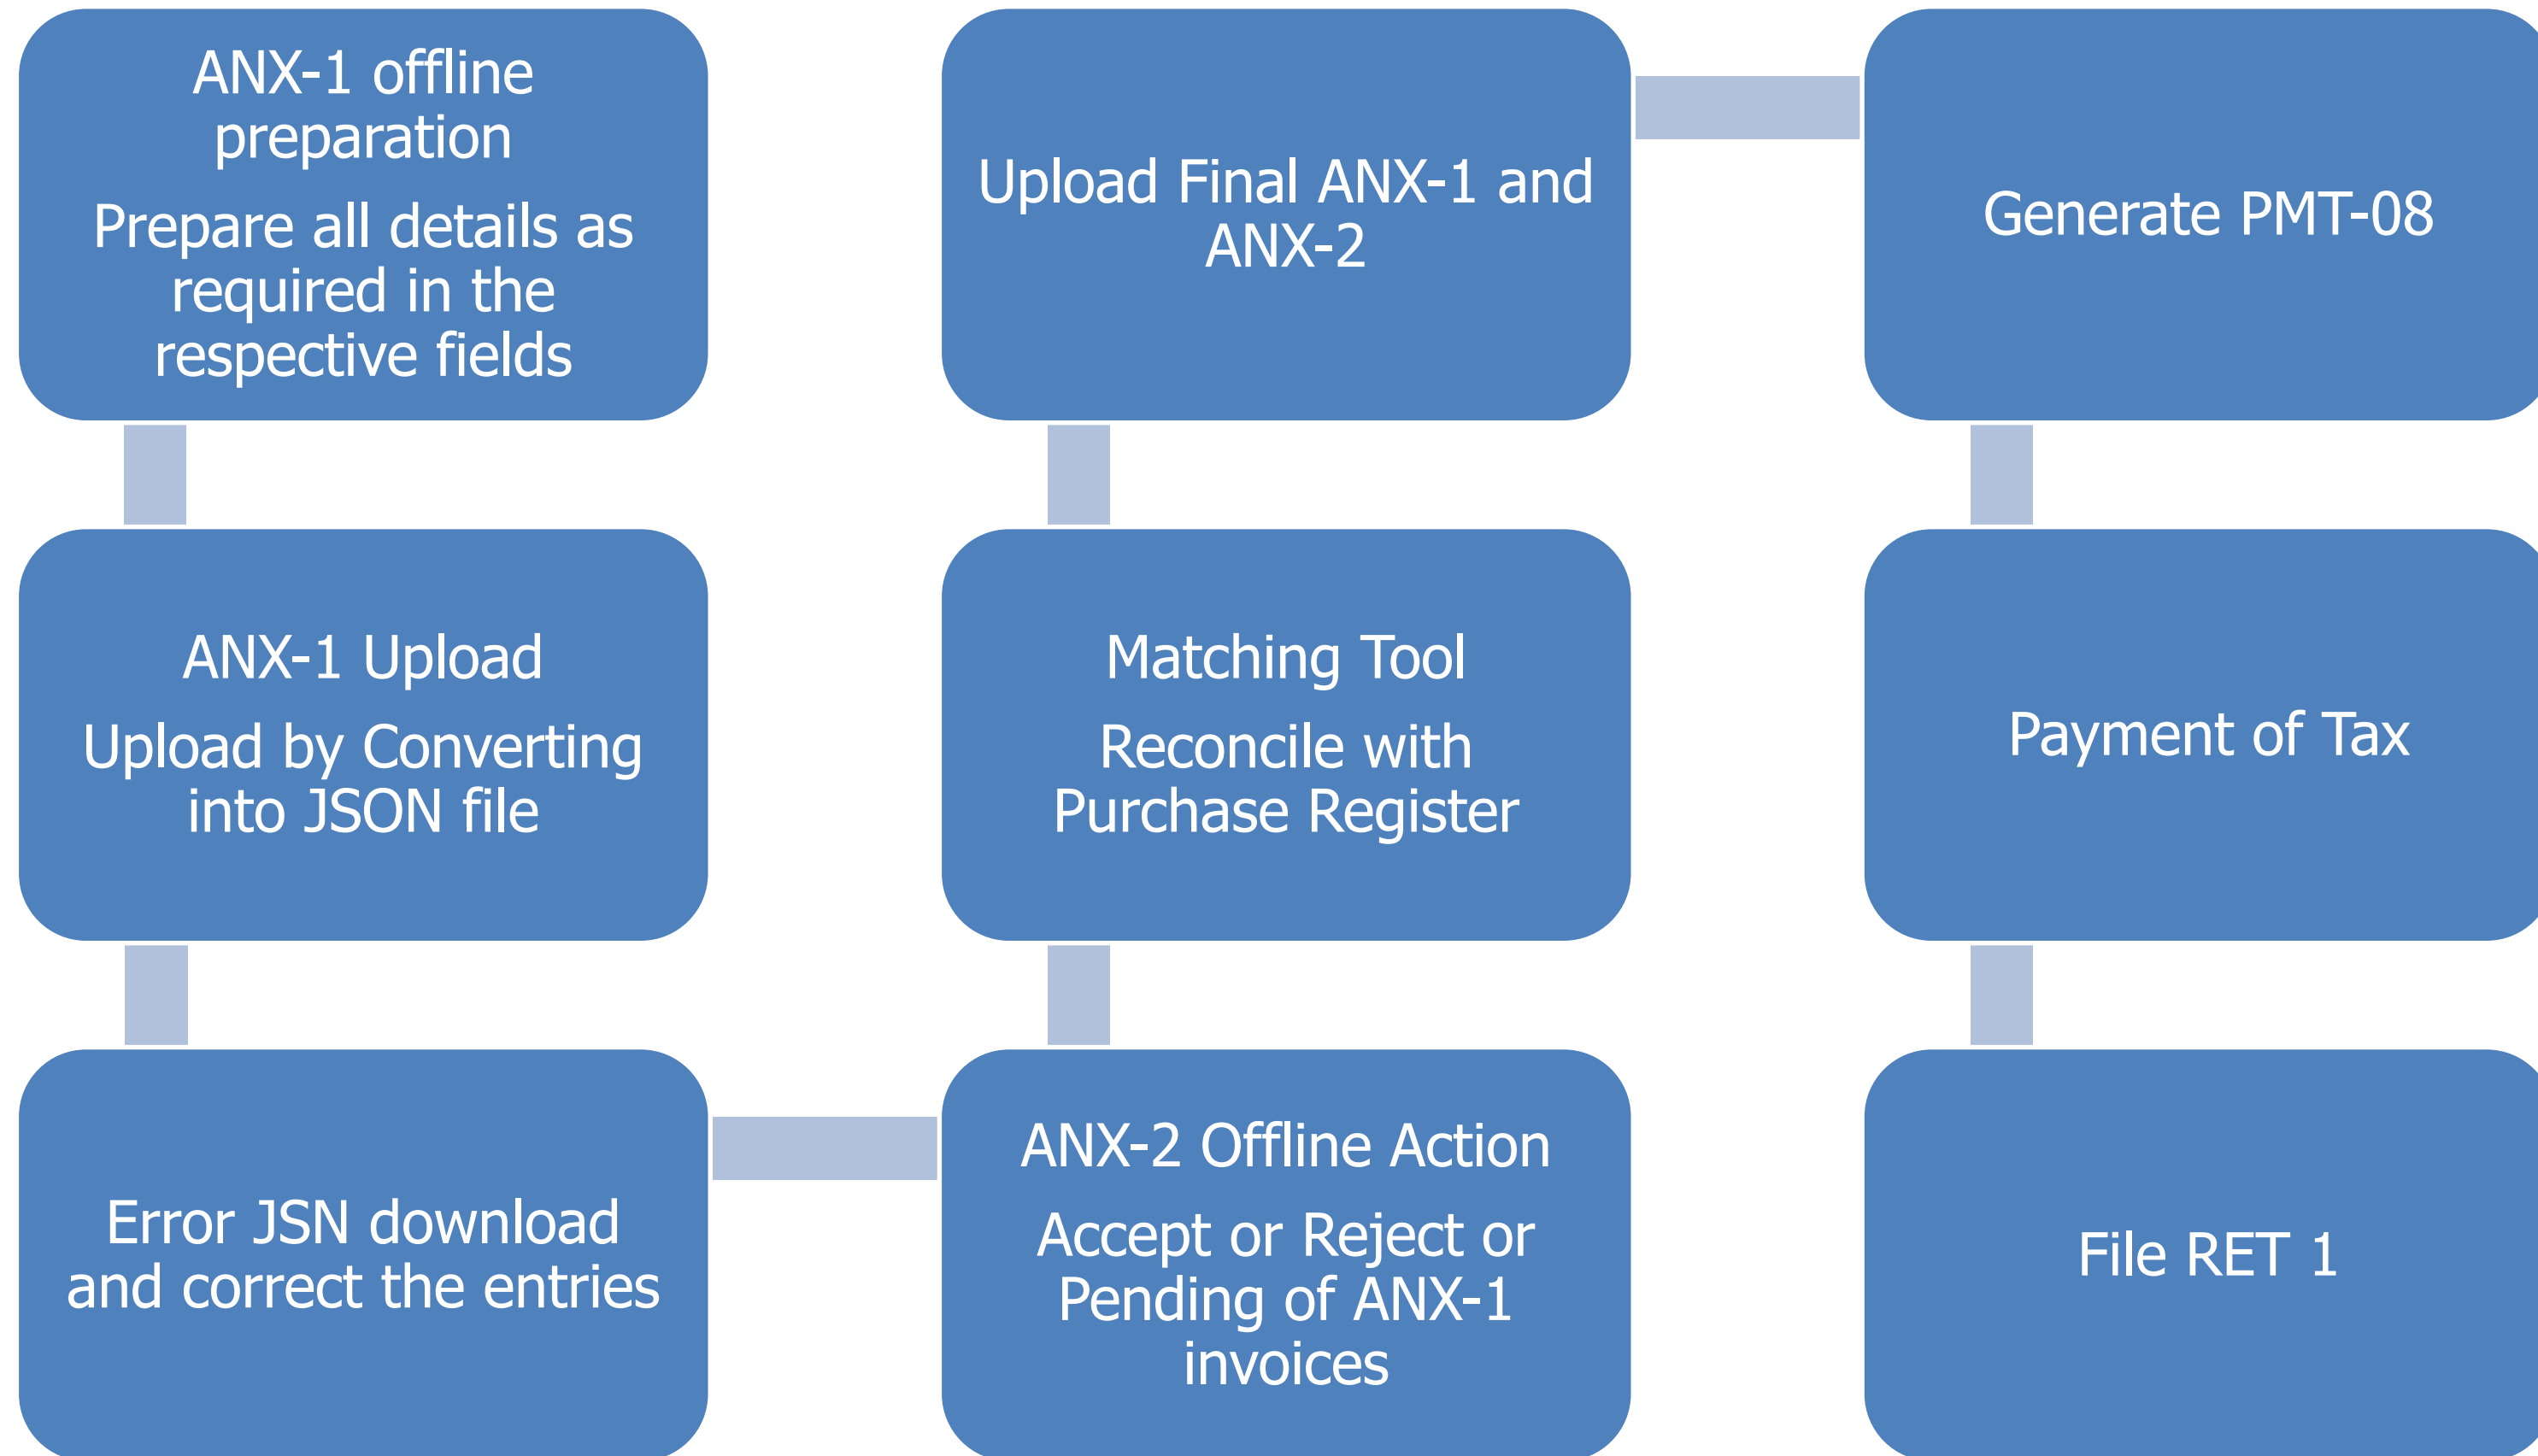 ANX-1 offline
preparation
Prepare all details as
required in the
respective fields
ANX-1 Upload
Upload by Converting
into JSON file
Error JSN download
and correct the entries
ANX-2 Offline Action
Accept or Reject or
Pending of ANX-1
invoices
Matching Tool
Reconcile with
Purchase Register
Upload Final ANX-1 and
ANX-2
Generate PMT-08
Payment of Tax
File RET 1